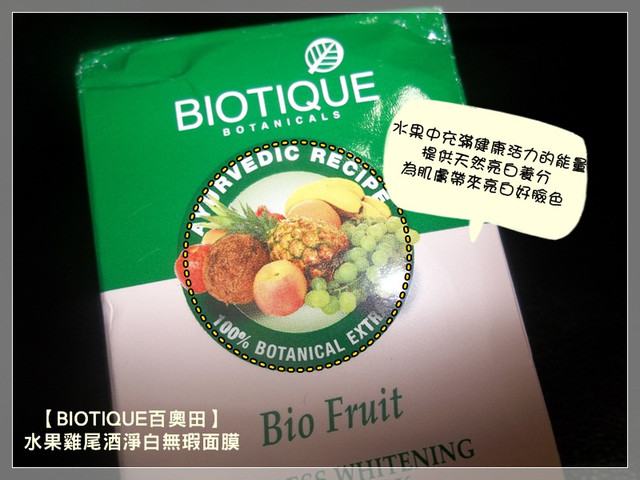 BIOTIQUE
BOTANICALS
AYURVEDIC RECIPE
100% BOTANICAL
Bio Fruit
WHITENING
水果中充滿健康活力的能量
提供天然亮白養分
為肌膚帶來亮白好臉色
【BIOTIQUE百奧田】
水果雞尾酒淨白無瑕面膜